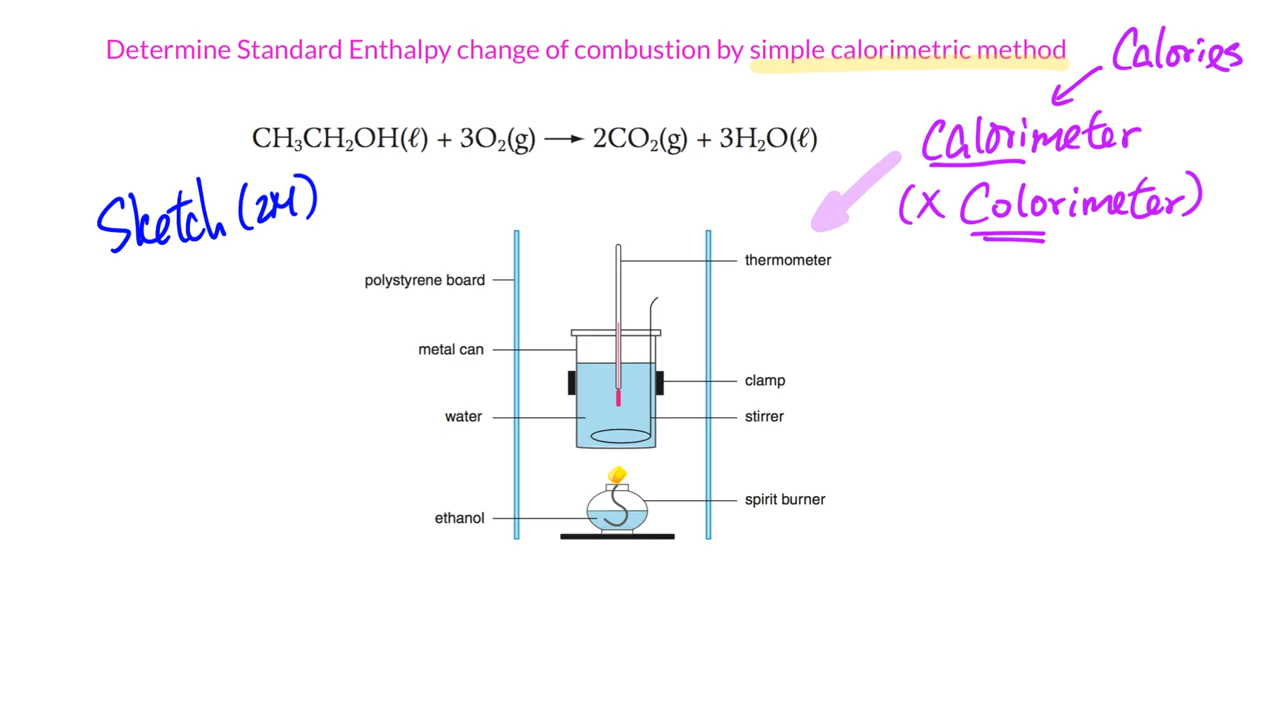 Determine Standard Enthalpy change of combustion by simple calorimetric method
Calories
CH₃CH₂OH(ℓ) + 3O₂(g) ⟶ 2CO₂(g) + 3H₂O(ℓ)
Calorimeter
(X Colorimeter)
Sketch (2M)
thermometer
polystyrene board
metal can
clamp
water
stirrer
spirit burner
ethanol